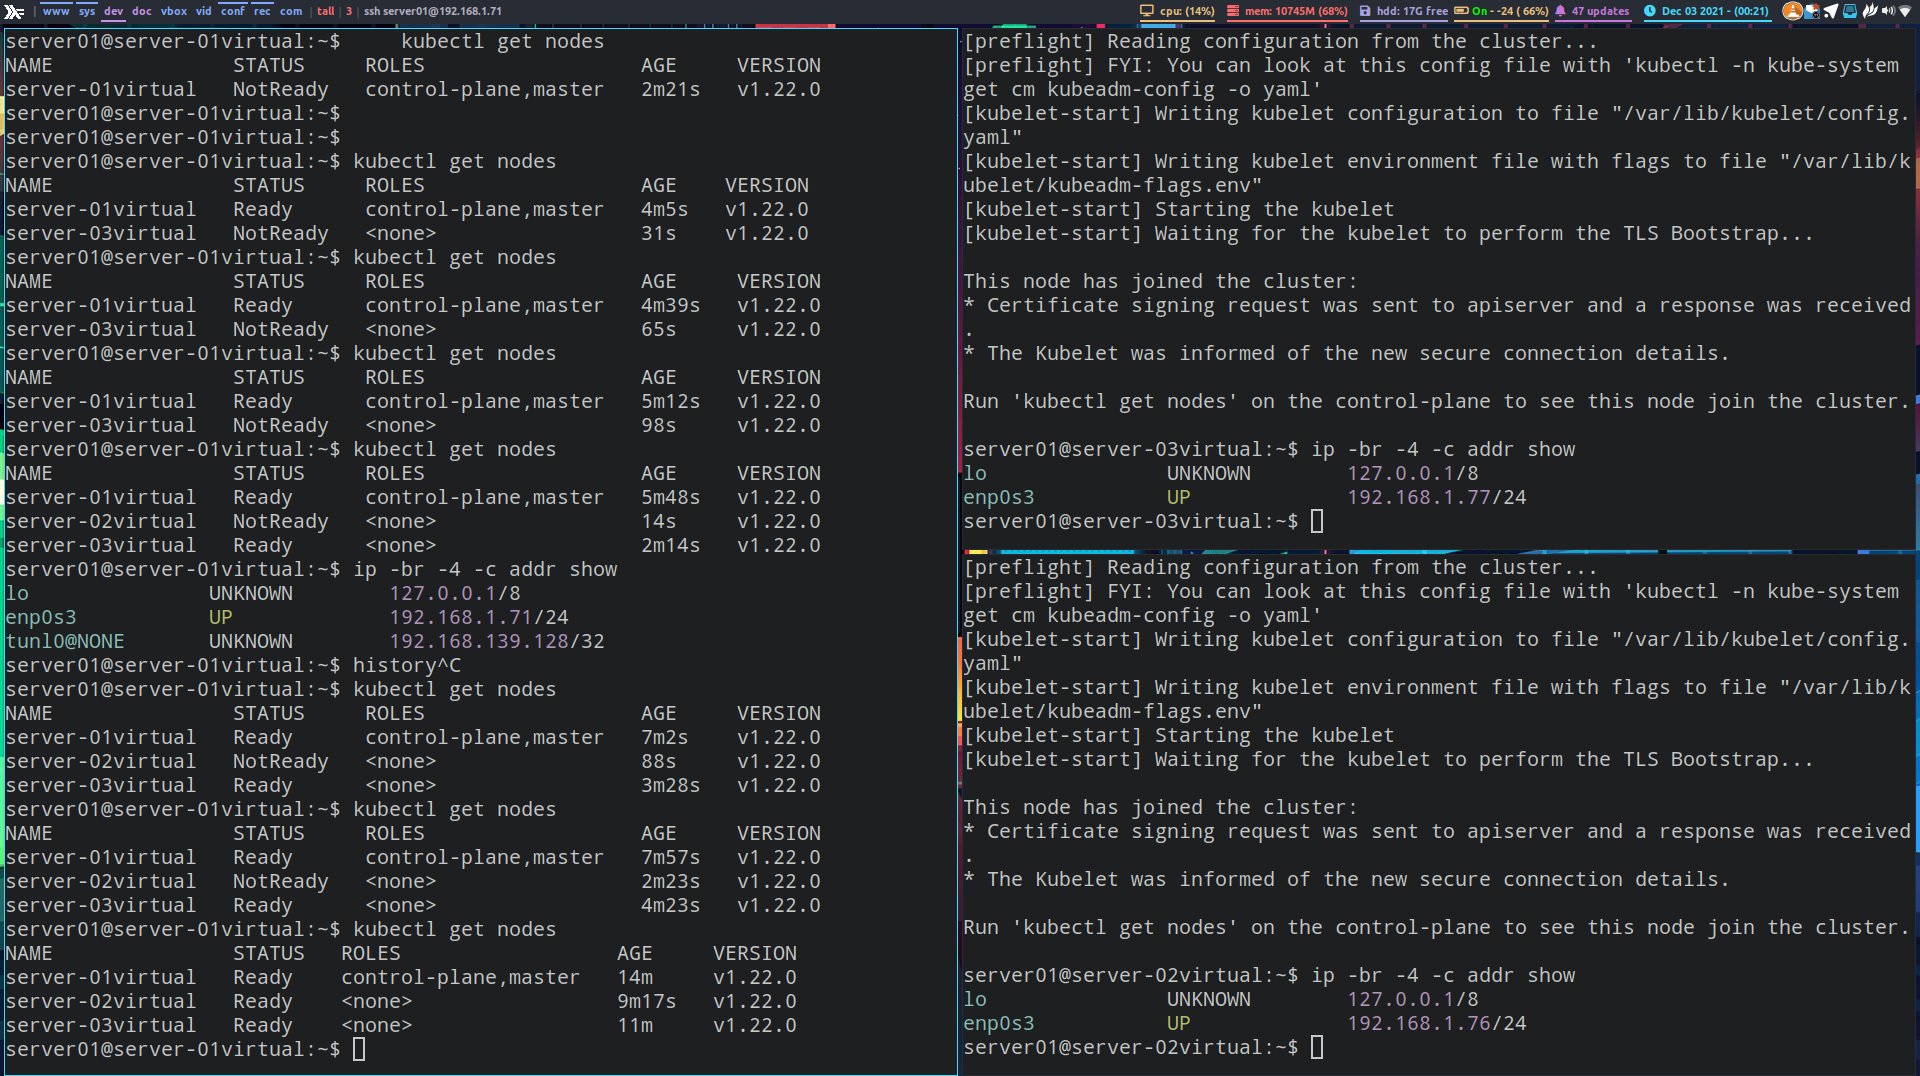 www sys dev doc vbox vid conf rec com | tall | 3 | ssh server01@192.168.1.71
cpu: (14%) mem: 10745M (68%) hdd: 17G free On - -24 ( 66%) 47 updates Dec 03 2021 - (00:21)
server01@server-01virtual:~$     kubectl get nodes
NAME               STATUS     ROLES                  AGE     VERSION
server-01virtual   NotReady   control-plane,master   2m21s   v1.22.0
server01@server-01virtual:~$
server01@server-01virtual:~$
server01@server-01virtual:~$ kubectl get nodes
NAME               STATUS     ROLES                  AGE    VERSION
server-01virtual   Ready      control-plane,master   4m5s   v1.22.0
server-03virtual   NotReady   <none>                 31s    v1.22.0
server01@server-01virtual:~$ kubectl get nodes
NAME               STATUS     ROLES                  AGE     VERSION
server-01virtual   Ready      control-plane,master   4m39s   v1.22.0
server-03virtual   NotReady   <none>                 65s     v1.22.0
server01@server-01virtual:~$ kubectl get nodes
NAME               STATUS     ROLES                  AGE     VERSION
server-01virtual   Ready      control-plane,master   5m12s   v1.22.0
server-03virtual   NotReady   <none>                 98s     v1.22.0
server01@server-01virtual:~$ kubectl get nodes
NAME               STATUS     ROLES                  AGE     VERSION
server-01virtual   Ready      control-plane,master   5m48s   v1.22.0
server-02virtual   NotReady   <none>                 14s     v1.22.0
server-03virtual   Ready      <none>                 2m14s   v1.22.0
server01@server-01virtual:~$ ip -br -4 -c addr show
lo               UNKNOWN        127.0.0.1/8
enp0s3           UP             192.168.1.71/24
tunl0@NONE       UNKNOWN        192.168.139.128/32
server01@server-01virtual:~$ history^C
server01@server-01virtual:~$ kubectl get nodes
NAME               STATUS     ROLES                  AGE     VERSION
server-01virtual   Ready      control-plane,master   7m2s    v1.22.0
server-02virtual   NotReady   <none>                 88s     v1.22.0
server-03virtual   Ready      <none>                 3m28s   v1.22.0
server01@server-01virtual:~$ kubectl get nodes
NAME               STATUS     ROLES                  AGE     VERSION
server-01virtual   Ready      control-plane,master   7m57s   v1.22.0
server-02virtual   NotReady   <none>                 2m23s   v1.22.0
server-03virtual   Ready      <none>                 4m23s   v1.22.0
server01@server-01virtual:~$ kubectl get nodes
NAME               STATUS   ROLES                  AGE     VERSION
server-01virtual   Ready    control-plane,master   14m     v1.22.0
server-02virtual   Ready    <none>                 9m17s   v1.22.0
server-03virtual   Ready    <none>                 11m     v1.22.0
server01@server-01virtual:~$
[preflight] Reading configuration from the cluster...
[preflight] FYI: You can look at this config file with 'kubectl -n kube-system
get cm kubeadm-config -o yaml'
[kubelet-start] Writing kubelet configuration to file "/var/lib/kubelet/config.
yaml"
[kubelet-start] Writing kubelet environment file with flags to file "/var/lib/k
ubelet/kubeadm-flags.env"
[kubelet-start] Starting the kubelet
[kubelet-start] Waiting for the kubelet to perform the TLS Bootstrap...
This node has joined the cluster:
* Certificate signing request was sent to apiserver and a response was received
.
* The Kubelet was informed of the new secure connection details.
Run 'kubectl get nodes' on the control-plane to see this node join the cluster.
server01@server-03virtual:~$ ip -br -4 -c addr show
lo               UNKNOWN        127.0.0.1/8
enp0s3           UP             192.168.1.77/24
server01@server-03virtual:~$
[preflight] Reading configuration from the cluster...
[preflight] FYI: You can look at this config file with 'kubectl -n kube-system
get cm kubeadm-config -o yaml'
[kubelet-start] Writing kubelet configuration to file "/var/lib/kubelet/config.
yaml"
[kubelet-start] Writing kubelet environment file with flags to file "/var/lib/k
ubelet/kubeadm-flags.env"
[kubelet-start] Starting the kubelet
[kubelet-start] Waiting for the kubelet to perform the TLS Bootstrap...
This node has joined the cluster:
* Certificate signing request was sent to apiserver and a response was received
.
* The Kubelet was informed of the new secure connection details.
Run 'kubectl get nodes' on the control-plane to see this node join the cluster.
server01@server-02virtual:~$ ip -br -4 -c addr show
lo               UNKNOWN        127.0.0.1/8
enp0s3           UP             192.168.1.76/24
server01@server-02virtual:~$